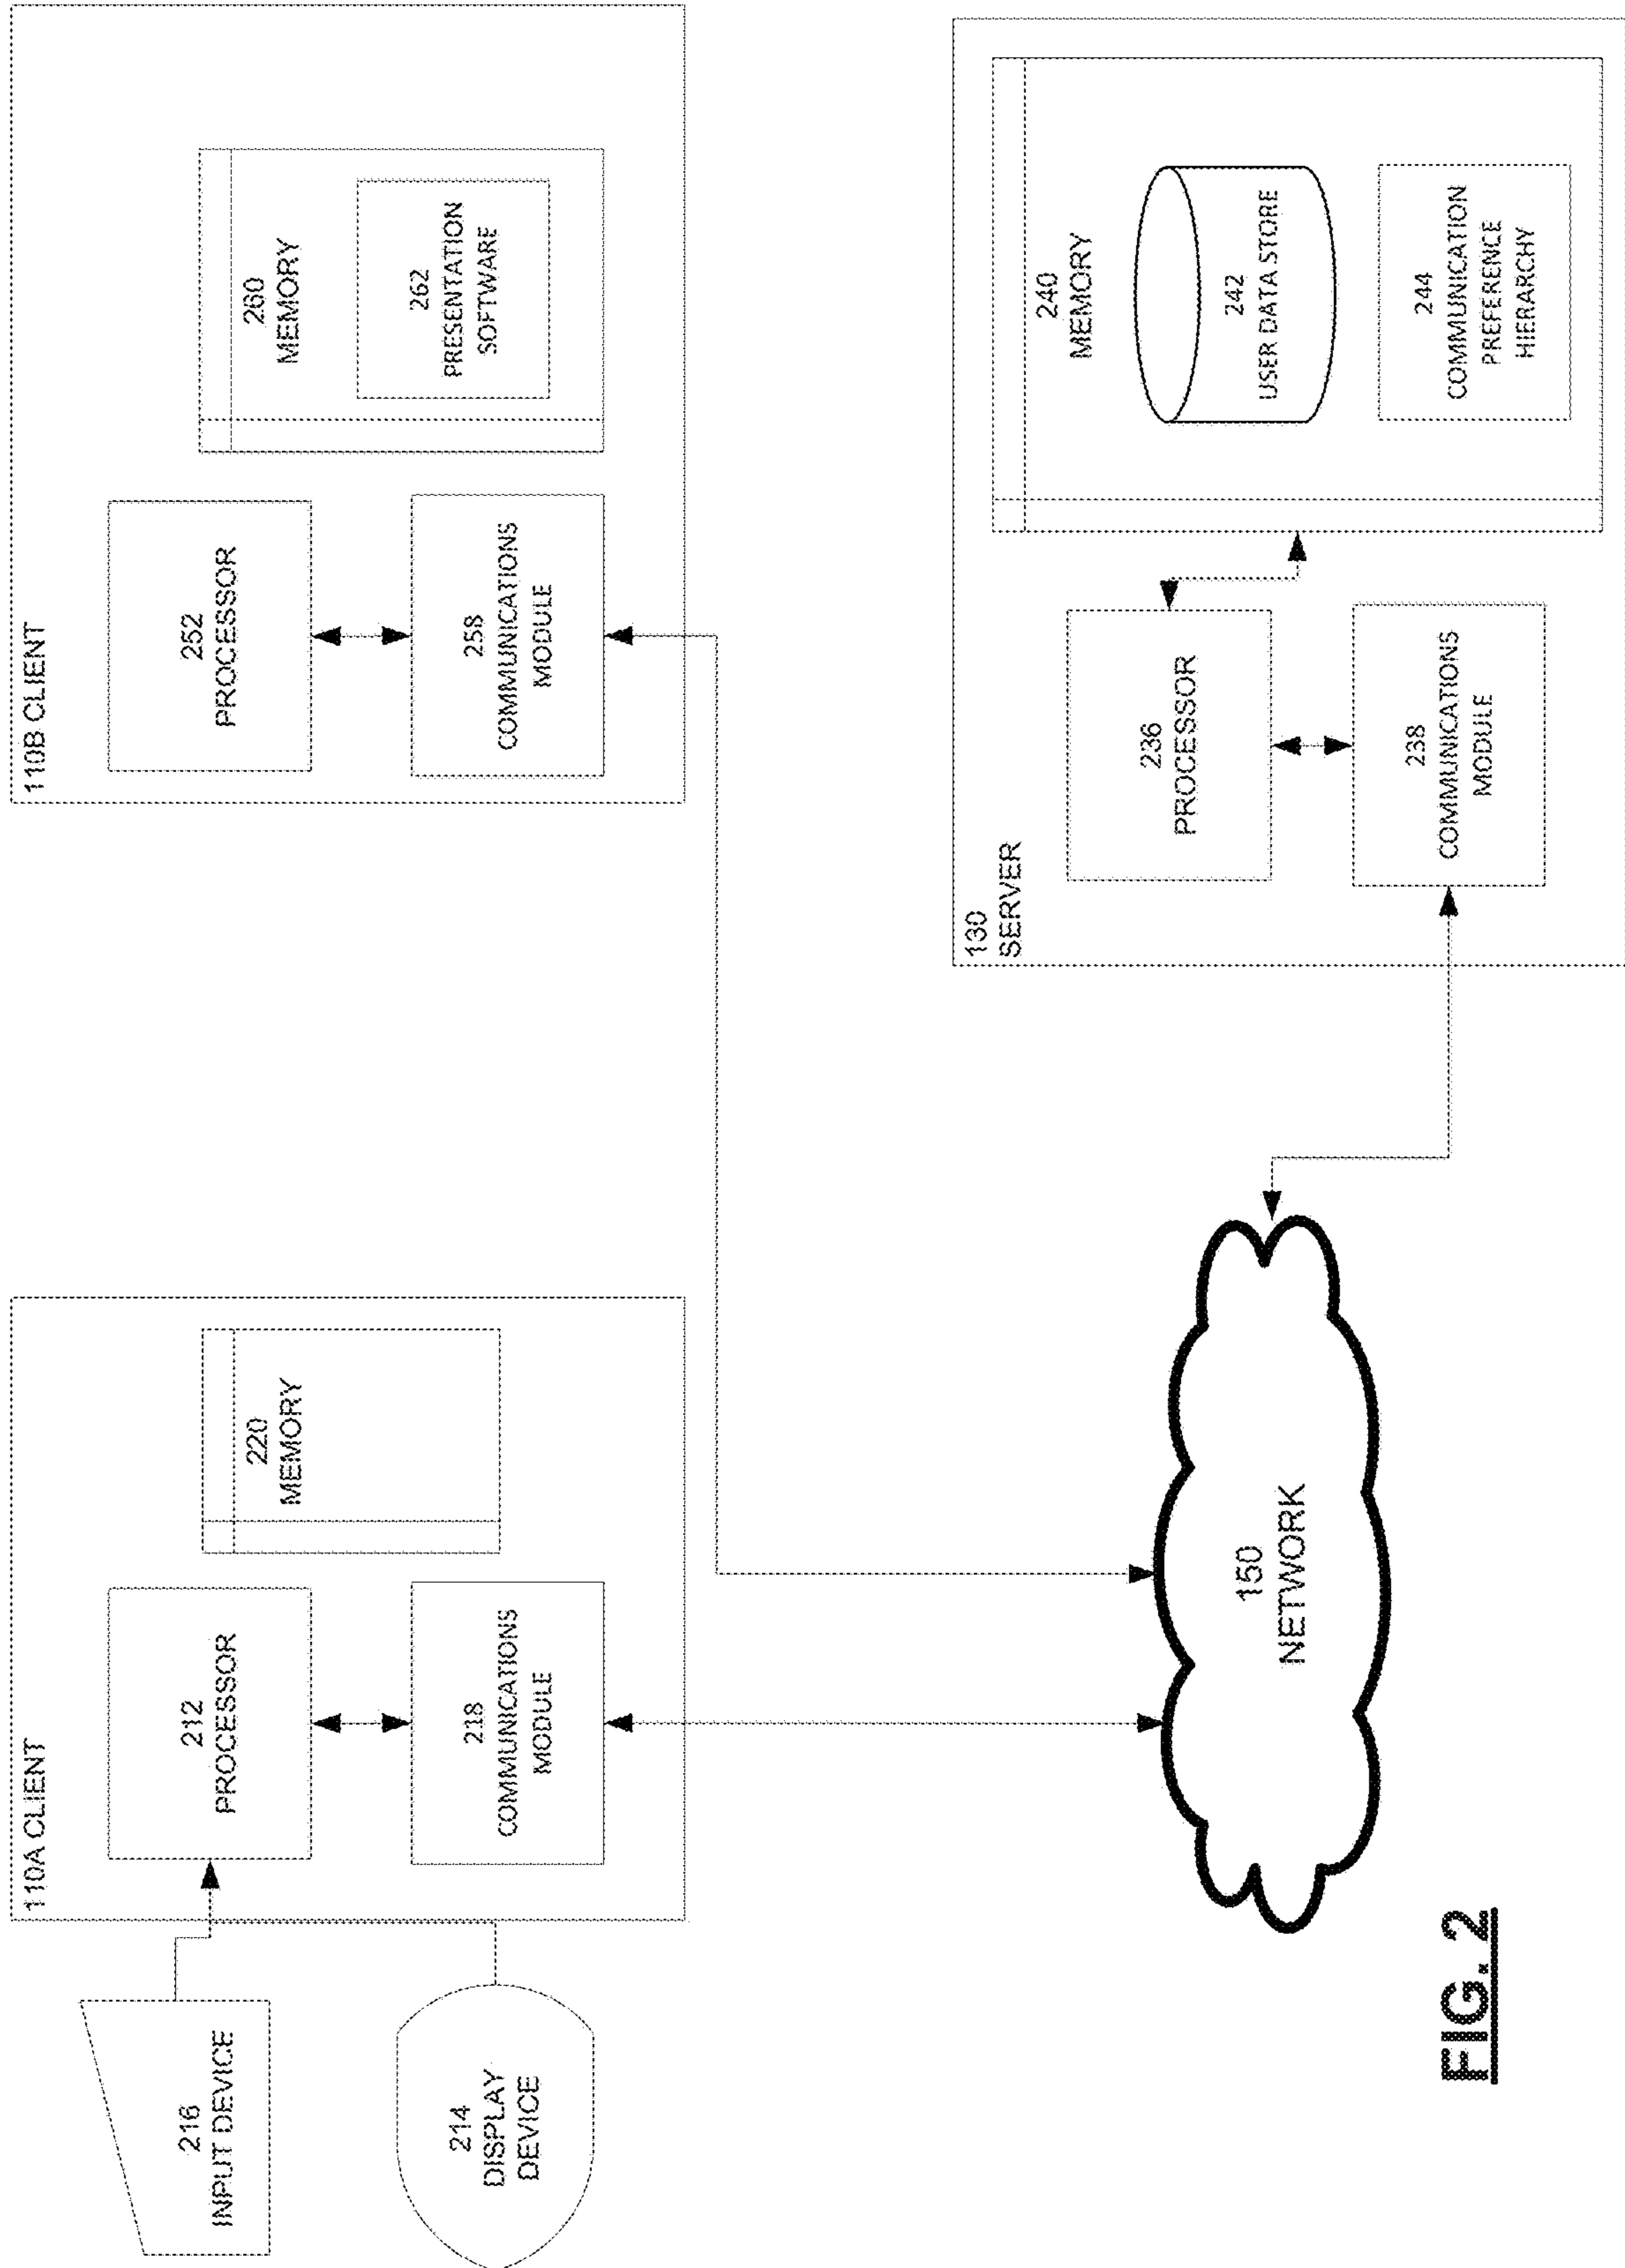 110A CLIENT
216
INPUT DEVICE
212
PROCESSOR
220
MEMORY
214
DISPLAY
DEVICE
218
COMMUNICATIONS
MODULE
110B CLIENT
252
PROCESSOR
260
MEMORY
262
PRESENTATION
SOFTWARE
258
COMMUNICATIONS
MODULE
150
NETWORK
130
SERVER
236
PROCESSOR
240
MEMORY
242
USER DATA STORE
238
COMMUNICATIONS
MODULE
244
COMMUNICATION
PREFERENCE
HIERARCHY
FIG. 2